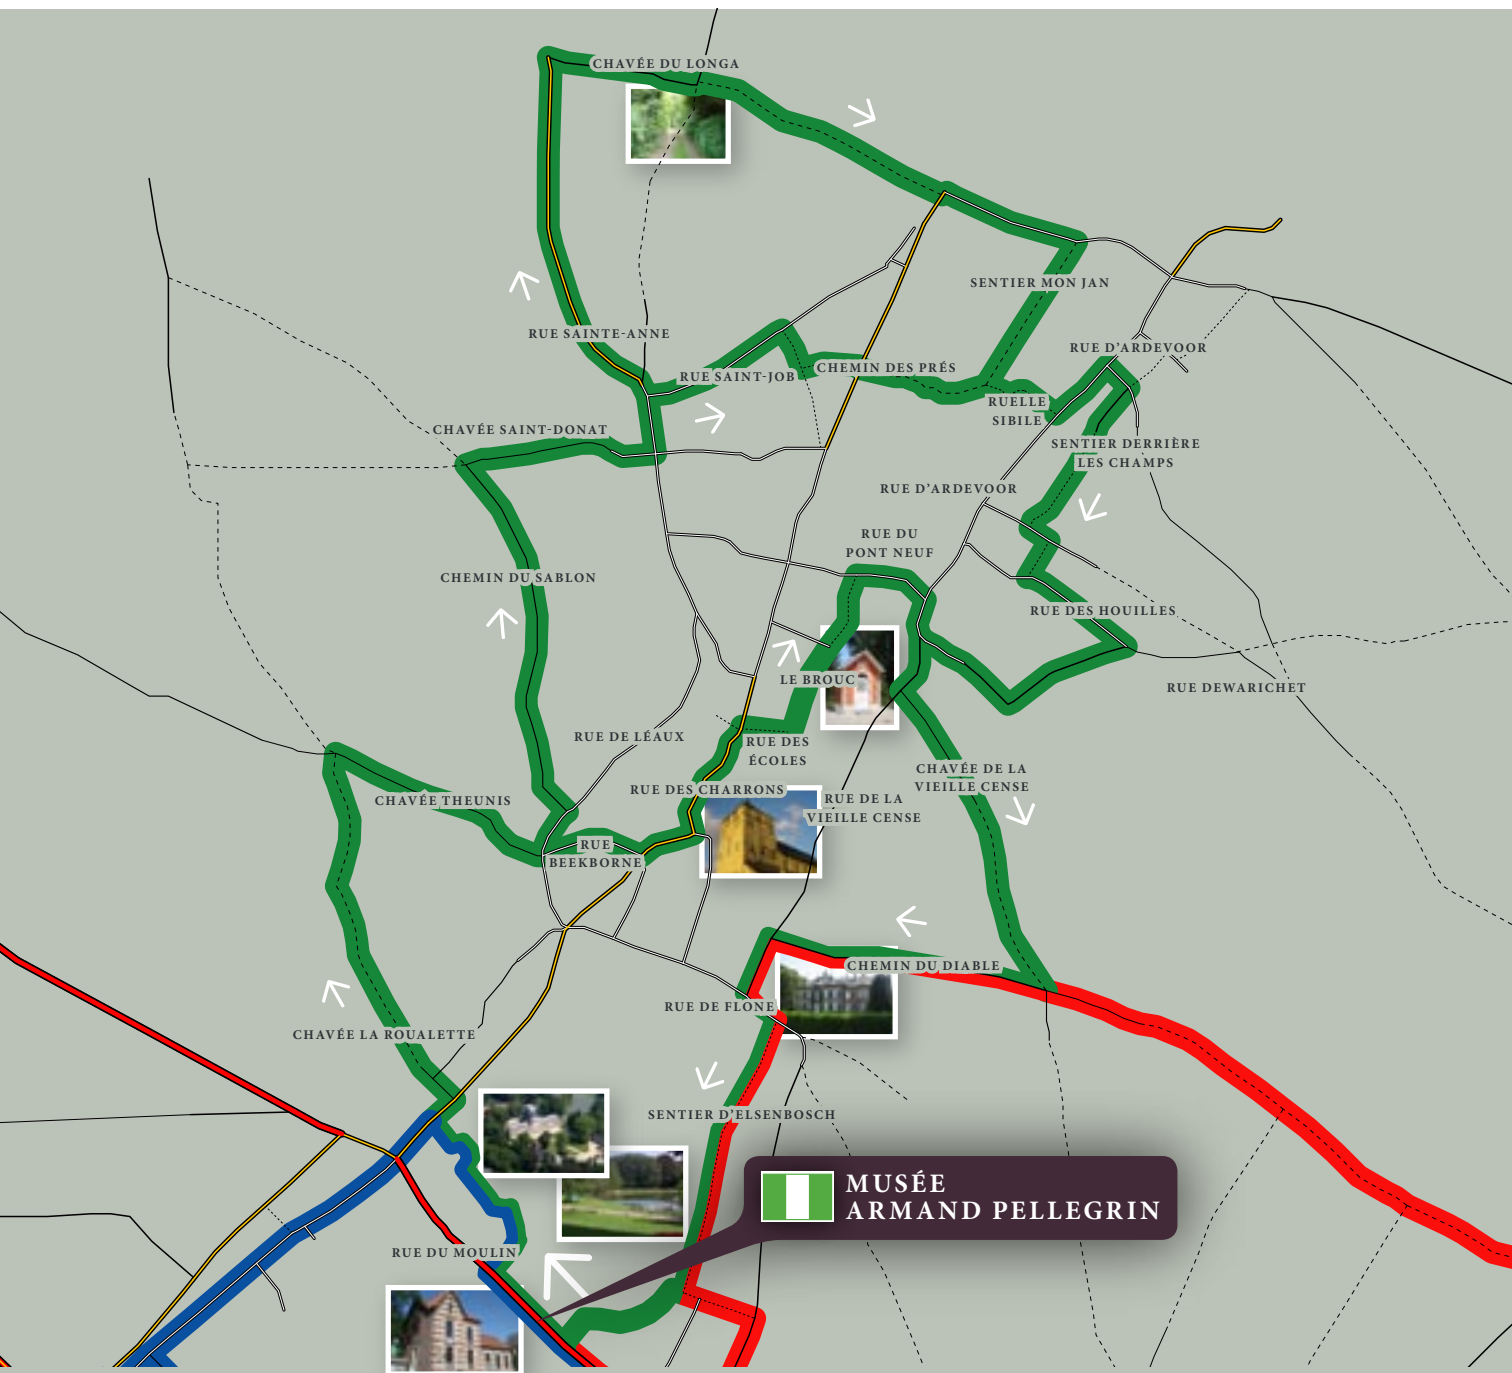 CHAVÉE DU LONGA
SENTIER MON JAN
RUE SAINTE-ANNE
RUE D'ARDEVOOR
RUE SAINT-JOB
CHEMIN DES PRÉS
RUELLE
SIBILE
CHAVÉE SAINT-DONAT
SENTIER DERRIÈRE
LES CHAMPS
RUE D'ARDEVOOR
RUE DU
PONT NEUF
CHEMIN DU SABLON
RUE DES HOUILLES
LE BROUC
RUE DEWARICHET
RUE DE LÉAUX
RUE DES
ÉCOLES
CHAVÉE DE LA
VIEILLE CENSE
RUE DES CHARRONS
CHAVÉE THEUNIS
RUE DE LA
VIEILLE CENSE
RUE
BEEKBORNE
CHEMIN DU DIABLE
RUE DE FLONE
CHAVÉE LA ROUALETTE
SENTIER D'ELSENBOSCH
MUSÉE
ARMAND PELLEGRIN
RUE DU MOULIN